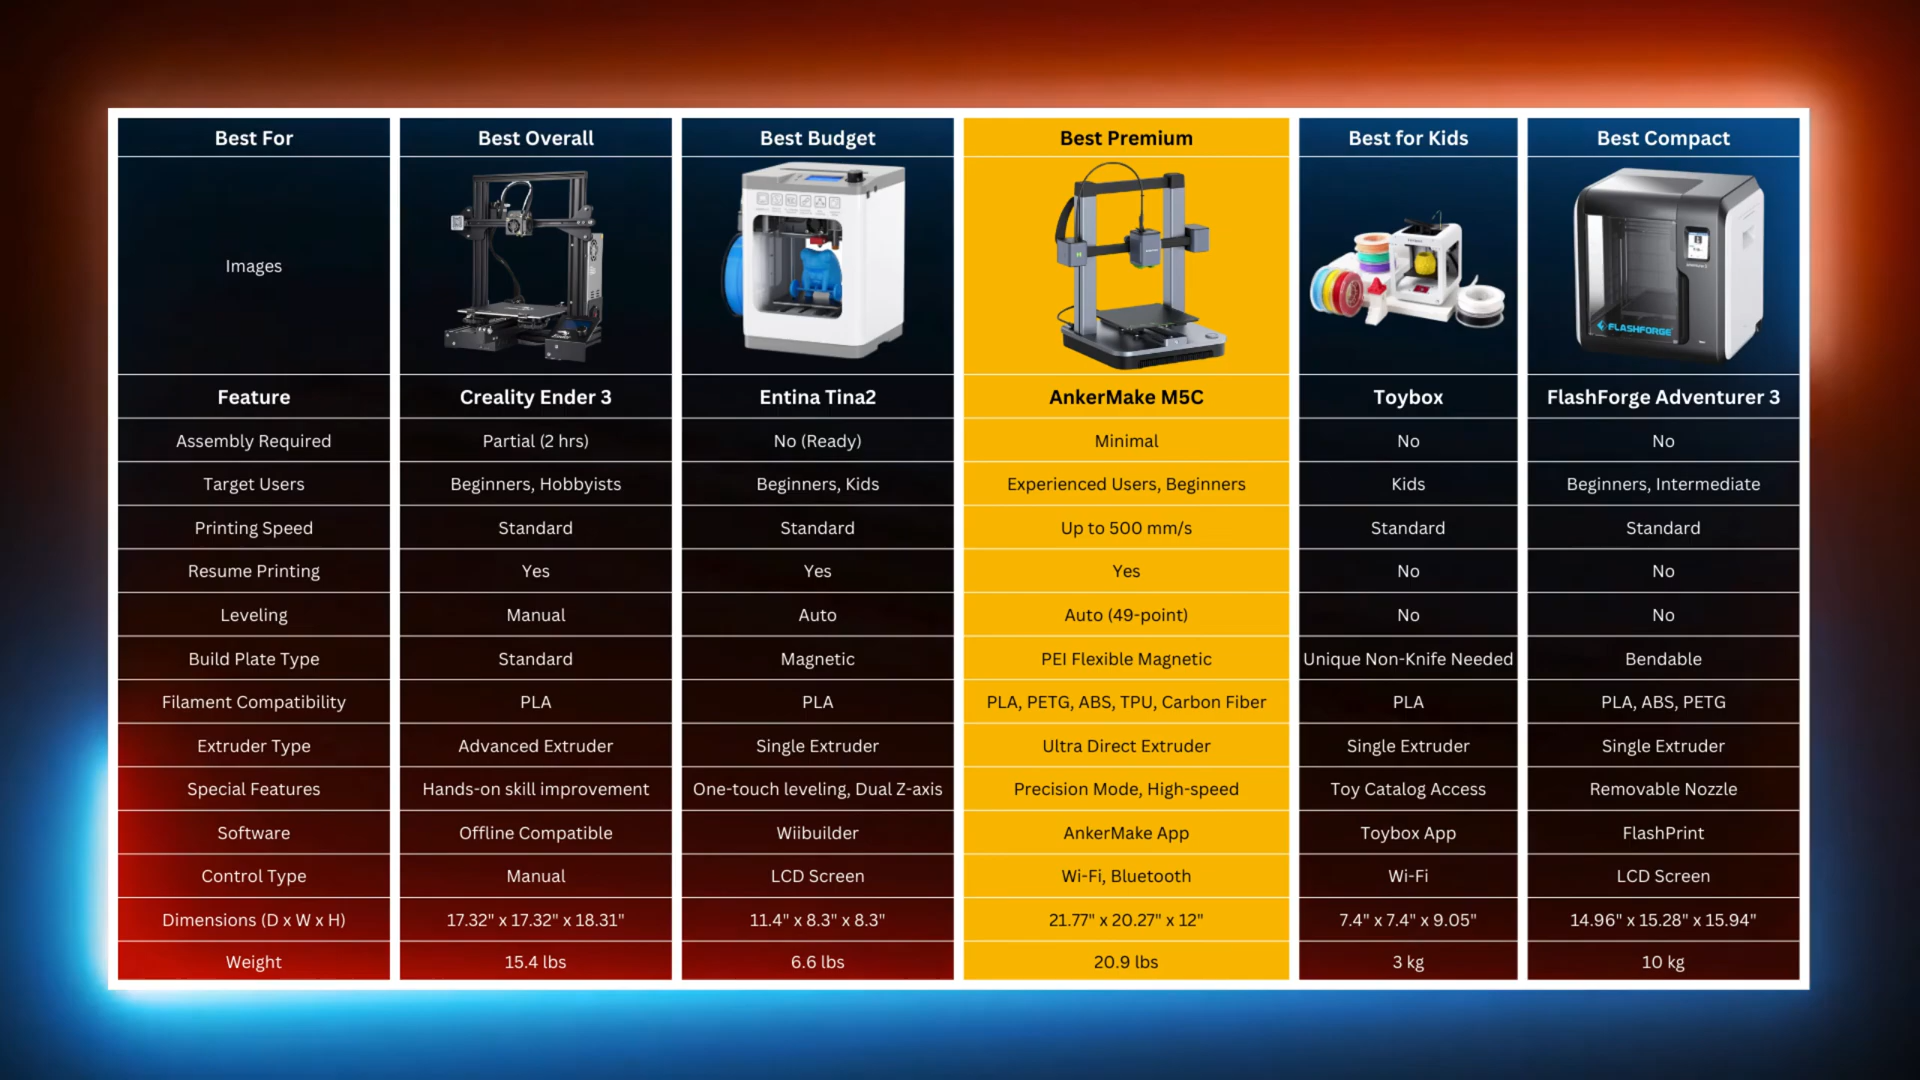 Best For Best Overall Best Budget Best Premium Best for Kids Best Compact
Images
FLASHFORGE
Feature Creality Ender 3 Entina Tina2 AnkerMake M5C Toybox FlashForge Adventurer 3
Assembly Required Partial (2 hrs) No (Ready) Minimal No No
Target Users Beginners, Hobbyists Beginners, Kids Experienced Users, Beginners Kids Beginners, Intermediate
Printing Speed Standard Standard Up to 500 mm/s Standard Standard
Resume Printing Yes Yes Yes No No
Leveling Manual Auto Auto (49-point) No No
Build Plate Type Standard Magnetic PEI Flexible Magnetic Unique Non-Knife Needed Bendable
Filament Compatibility PLA PLA PLA, PETG, ABS, TPU, Carbon Fiber PLA PLA, ABS, PETG
Extruder Type Advanced Extruder Single Extruder Ultra Direct Extruder Single Extruder Single Extruder
Special Features Hands-on skill improvement One-touch leveling, Dual Z-axis Precision Mode, High-speed Toy Catalog Access Removable Nozzle
Software Offline Compatible Wiibuilder AnkerMake App Toybox App FlashPrint
Control Type Manual LCD Screen Wi-Fi, Bluetooth Wi-Fi LCD Screen
Dimensions (D x W x H) 17.32" x 17.32" x 18.31" 11.4" x 8.3" x 8.3" 21.77" x 20.27" x 12" 7.4" x 7.4" x 9.05" 14.96" x 15.28" x 15.94"
Weight 15.4 lbs 6.6 lbs 20.9 lbs 3 kg 10 kg